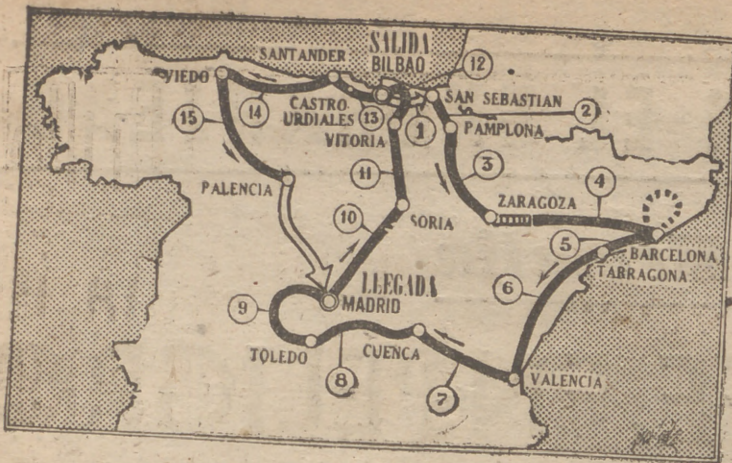 SALIDA
BILBAO
12
SANTANDER
VIEDO
SAN SEBASTIAN
2
14
CASTRO-
URDIALES
13
1
PAMPLONA
15
VITORIA
11
3
PALENCIA
ZARAGOZA
4
10
SORIA
5
BARCELONA
TARRAGONA
6
LLEGADA
MADRID
9
TOLEDO
8
CUENCA
7
VALENCIA